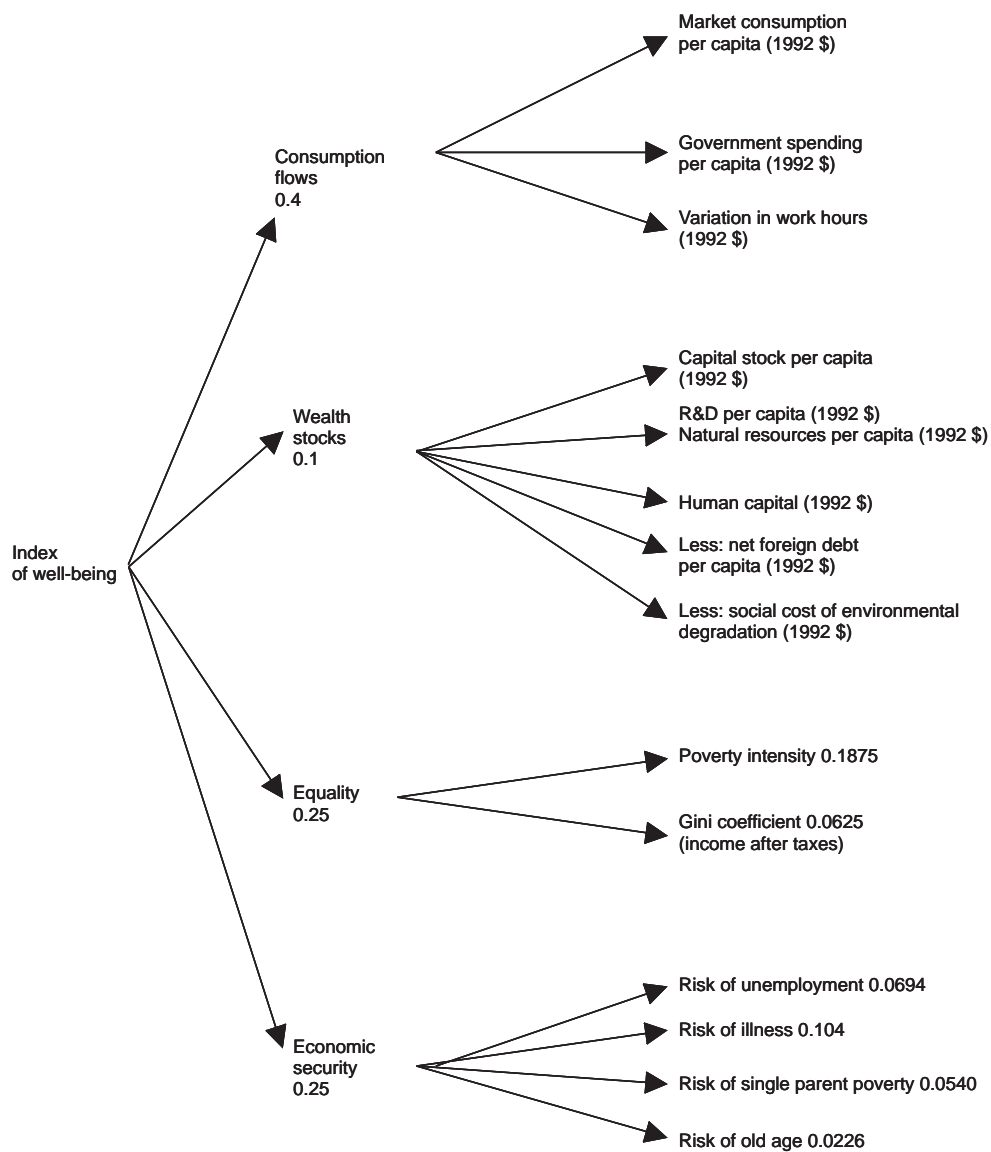 Market consumption
per capita (1992 $)
Government spending
per capita (1992 $)
Variation in work hours
(1992 $)
Consumption
flows
0.4
Capital stock per capita
(1992 $)
R&D per capita (1992 $)
Natural resources per capita (1992 $)
Human capital (1992 $)
Less: net foreign debt
per capita (1992 $)
Less: social cost of environmental
degradation (1992 $)
Wealth
stocks
0.1
Index
of well-being
Poverty intensity 0.1875
Gini coefficient 0.0625
(income after taxes)
Equality
0.25
Risk of unemployment 0.0694
Risk of illness 0.104
Risk of single parent poverty 0.0540
Risk of old age 0.0226
Economic
security
0.25